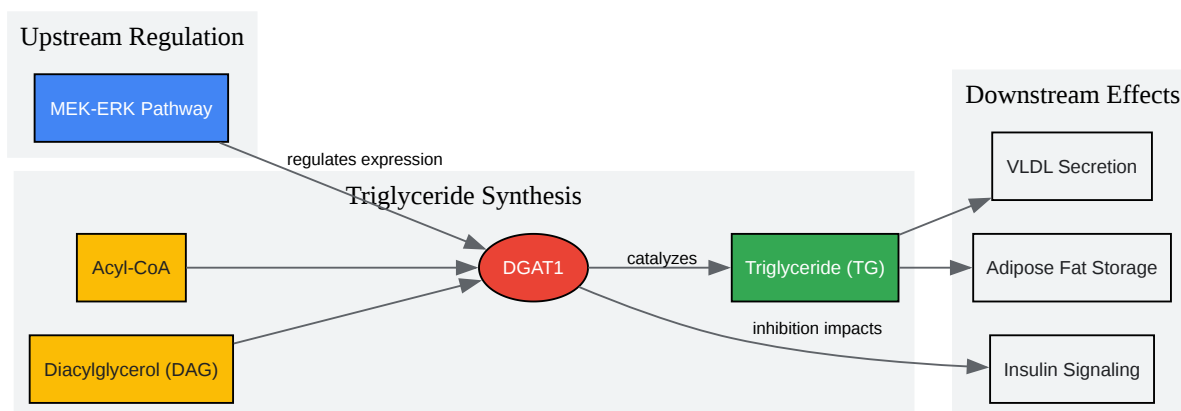 Upstream Regulation
MEK-ERK Pathway
regulates expression
Triglyceride Synthesis
Acyl-CoA
Diacylglycerol (DAG)
DGAT1
catalyzes
Triglyceride (TG)
inhibition impacts
Downstream Effects
VLDL Secretion
Adipose Fat Storage
Insulin Signaling